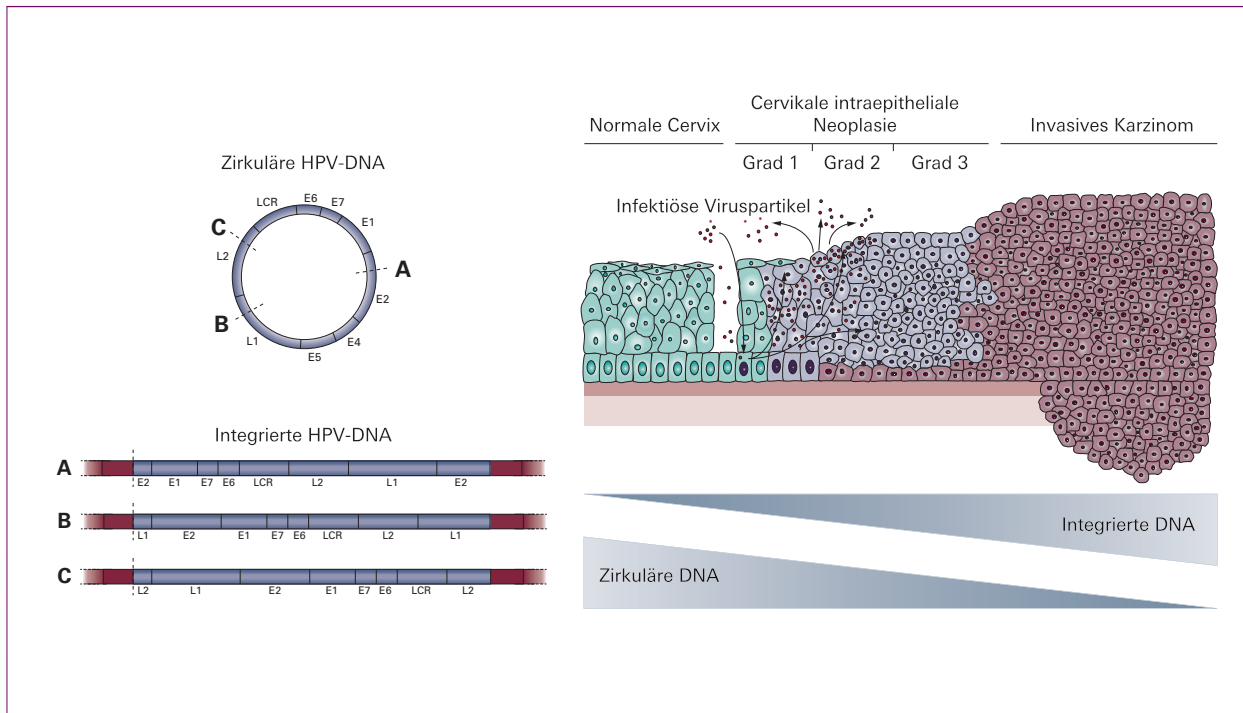 Zirkuläre HPV-DNA
LCR
E6
E7
E1
C
L2
A
E2
B
L1
E5
E4
Integrierte HPV-DNA
A
E2 E1 E7 E6 LCR L2 L1 E2
B
L1 E2 E1 E7 E6 LCR L2 L1
C
L2 L1 E2 E1 E7 E6 LCR L2
Normale Cervix
Cervikale intraepitheliale
Neoplasie
Invasives Karzinom
Grad 1 Grad 2 Grad 3
Infektiöse Viruspartikel
Integrierte DNA
Zirkuläre DNA